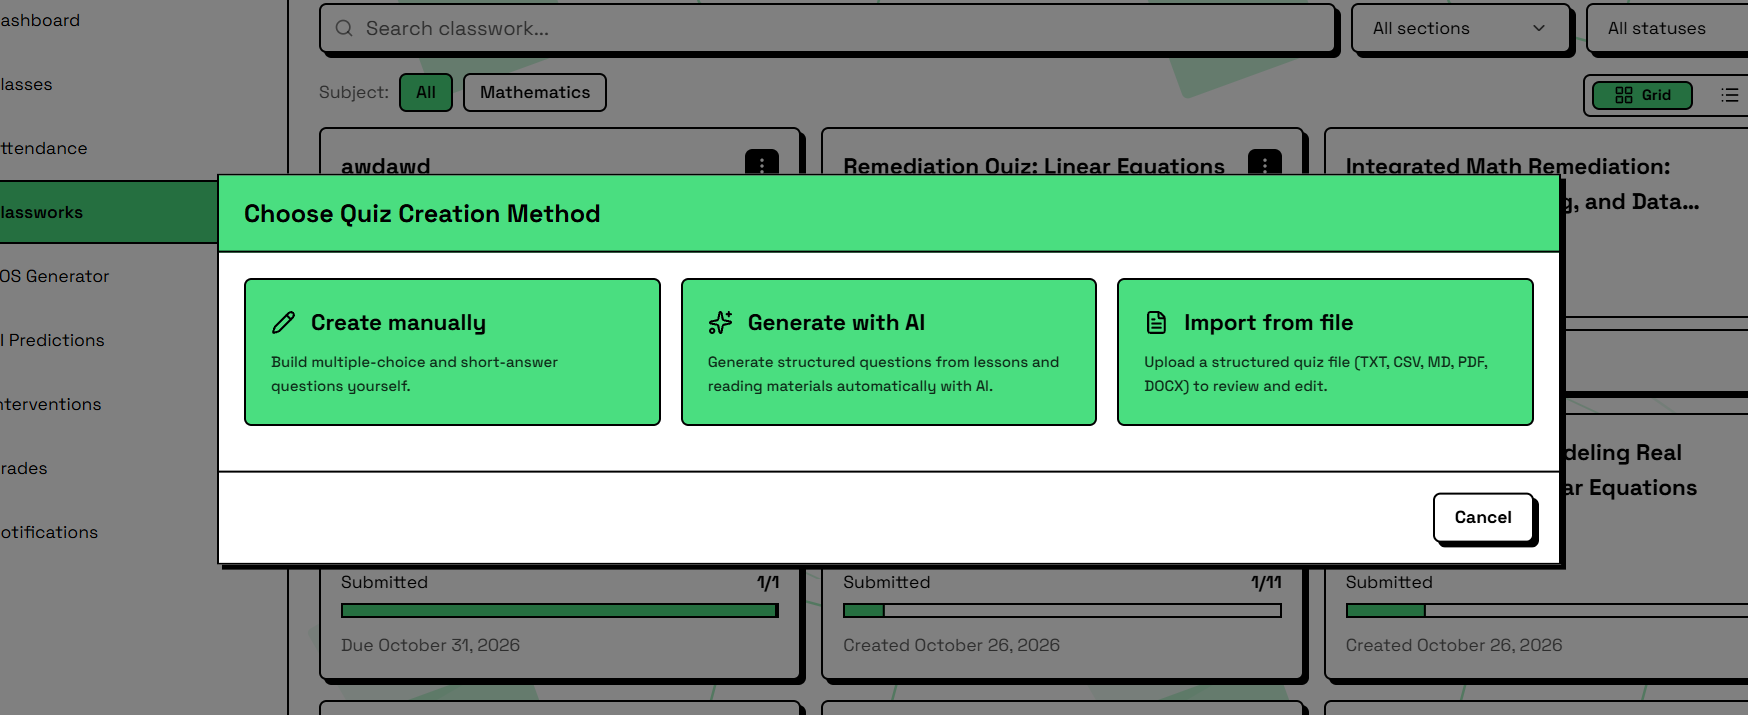 ashboard
lasses
ttendance
lassworks
OS Generator
I Predictions
nterventions
rades
otifications
Search classwork...
All sections
All statuses
Subject:
All
Mathematics
Grid
awdawd
Remediation Quiz: Linear Equations
Integrated Math Remediation:
g, and Data...
Choose Quiz Creation Method
Create manually
Build multiple-choice and short-answer
questions yourself.
Generate with AI
Generate structured questions from lessons and
reading materials automatically with AI.
Import from file
Upload a structured quiz file (TXT, CSV, MD, PDF,
DOCX) to review and edit.
Cancel
deling Real
ar Equations
Submitted
1/1
Due October 31, 2026
Submitted
1/11
Created October 26, 2026
Submitted
Created October 26, 2026